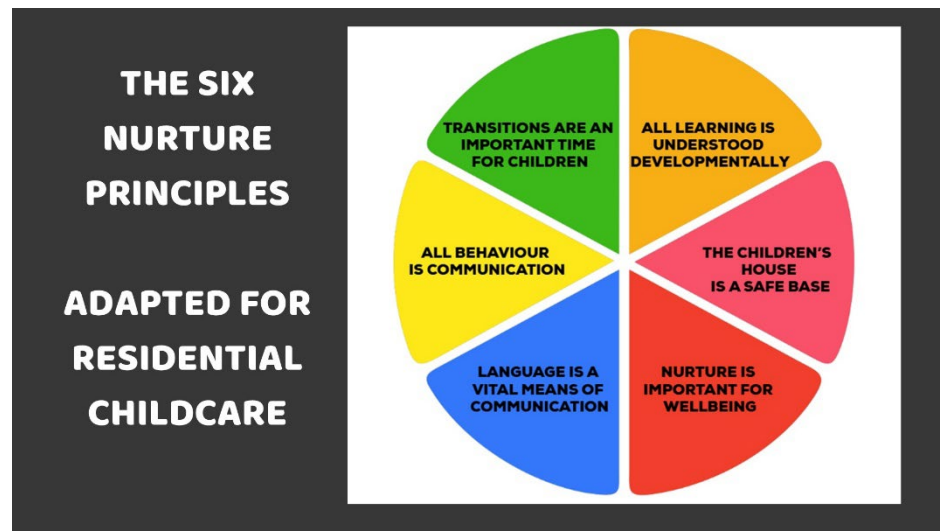 THE SIX
NURTURE
PRINCIPLES
ADAPTED FOR
RESIDENTIAL
CHILDCARE
TRANSITIONS ARE AN
IMPORTANT TIME
FOR CHILDREN
ALL LEARNING IS
UNDERSTOOD
DEVELOPMENTALLY
ALL BEHAVIOUR
IS COMMUNICATION
THE CHILDREN'S
HOUSE
IS A SAFE BASE
LANGUAGE IS A
VITAL MEANS OF
COMMUNICATION
NURTURE IS
IMPORTANT FOR
WELLBEING